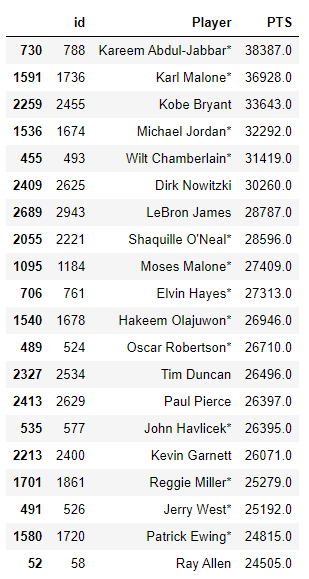 id Player PTS
730 788 Kareem Abdul-Jabbar* 38387.0
1591 1736 Karl Malone* 36928.0
2259 2455 Kobe Bryant 33643.0
1536 1674 Michael Jordan* 32292.0
455 493 Wilt Chamberlain* 31419.0
2409 2625 Dirk Nowitzki 30260.0
2689 2943 LeBron James 28787.0
2055 2221 Shaquille O'Neal* 28596.0
1095 1184 Moses Malone* 27409.0
706 761 Elvin Hayes* 27313.0
1540 1678 Hakeem Olajuwon* 26946.0
489 524 Oscar Robertson* 26710.0
2327 2534 Tim Duncan 26496.0
2413 2629 Paul Pierce 26397.0
535 577 John Havlicek* 26395.0
2213 2400 Kevin Garnett 26071.0
1701 1861 Reggie Miller* 25279.0
491 526 Jerry West* 25192.0
1580 1720 Patrick Ewing* 24815.0
52 58 Ray Allen 24505.0